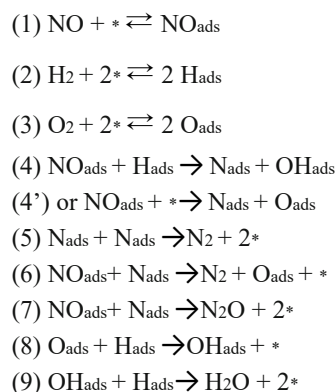 (1) NO + * ⇄ NOads
(2) H2 + 2* ⇄ 2 Hads
(3) O2 + 2* ⇄ 2 Oads
(4) NOads + Hads → Nads + OHads
(4’) or NOads + * → Nads + Oads
(5) Nads + Nads → N2 + 2*
(6) NOads+ Nads → N2 + Oads + *
(7) NOads+ Nads → N2O + 2*
(8) Oads + Hads → OHads + *
(9) OHads + Hads → H2O + 2*